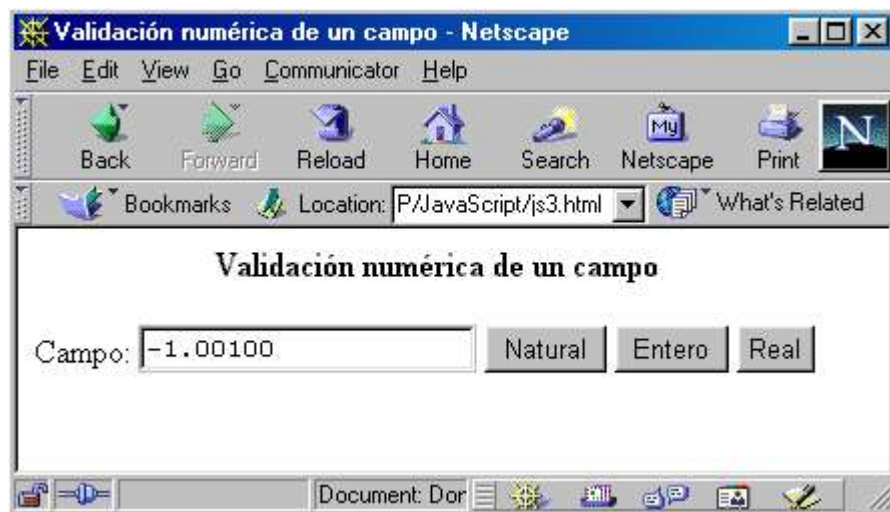 Validación numérica de un campo - Netscape
File Edit View Go Communicator Help
Back Forward Reload Home Search Netscape Print
My
N
Bookmarks Location: P/JavaScript/js3.html What's Related
Validación numérica de un campo
Campo: -1.00100 Natural Entero Real
Document: Dor